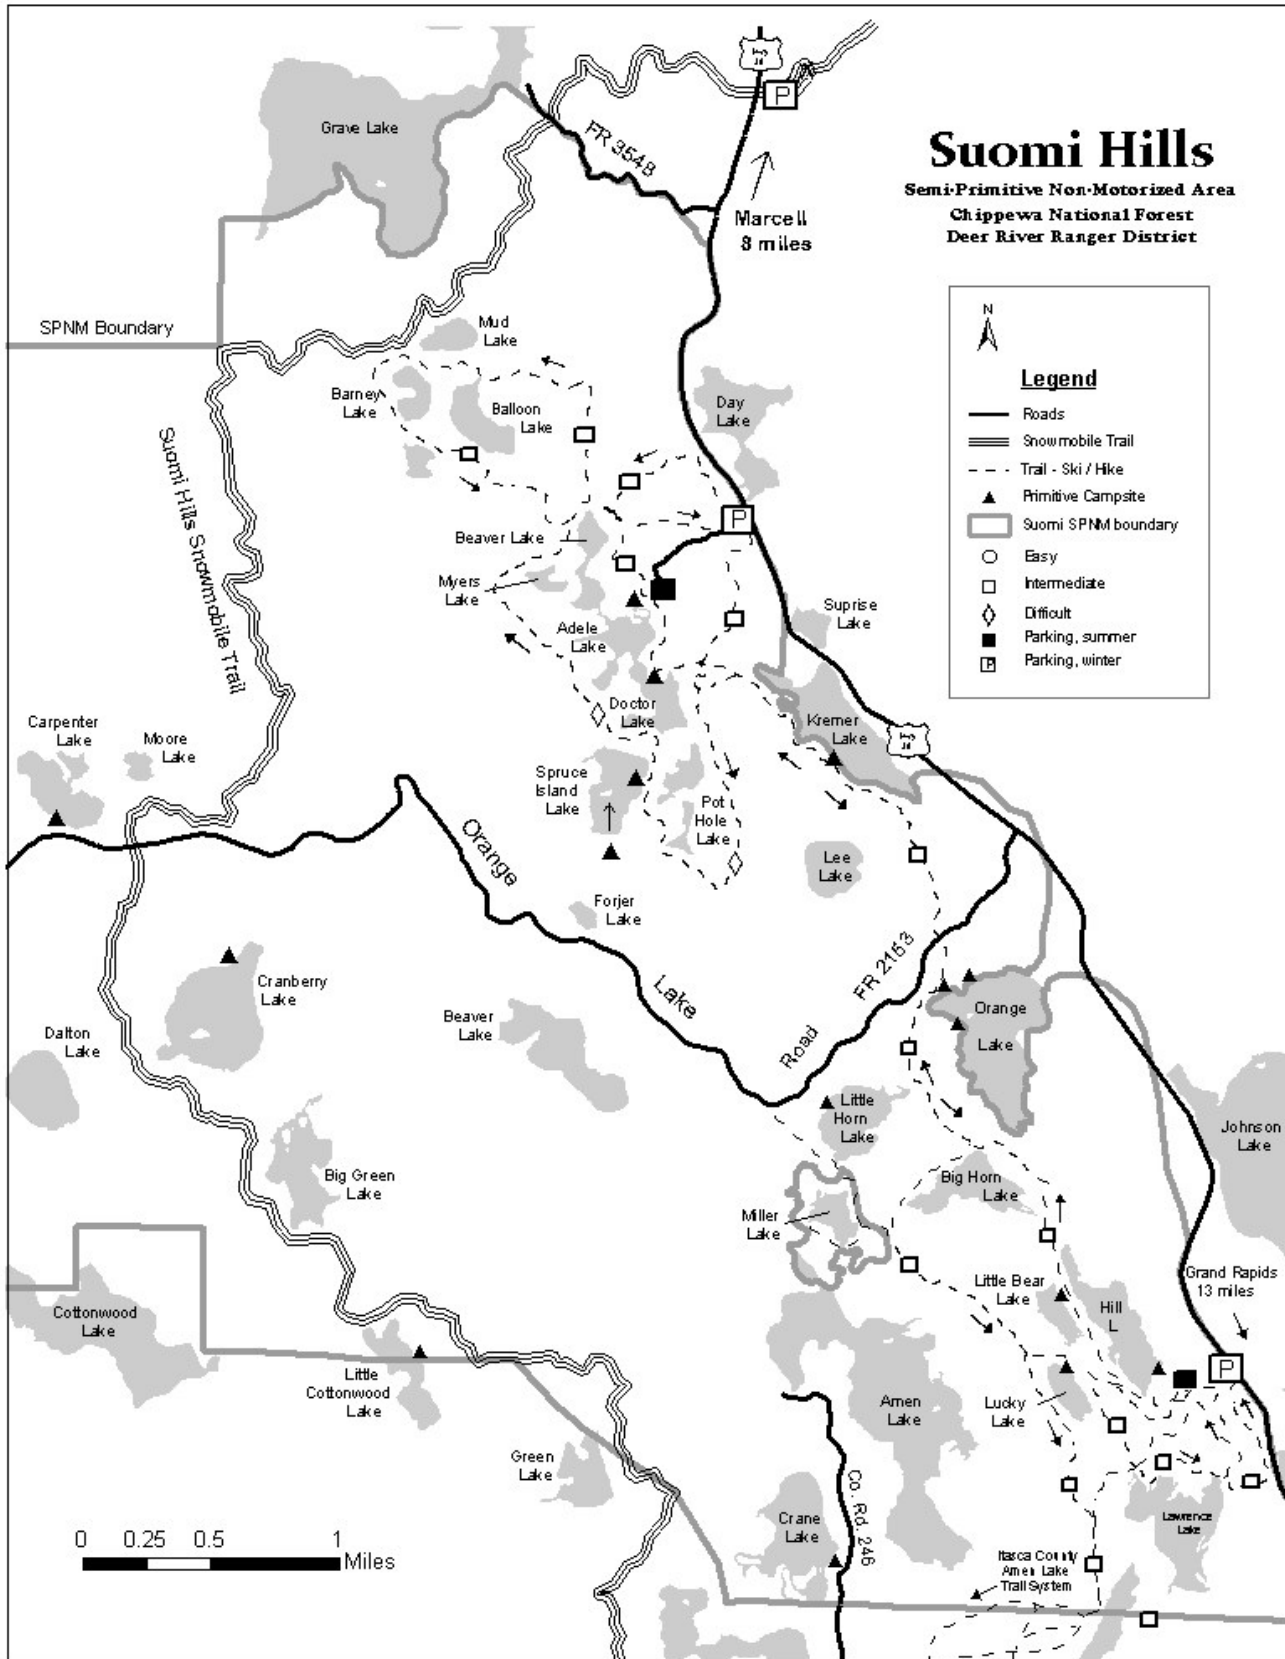 Grave Lake
FR 3548
P
Suomi Hills
Semi-Primitive Non-Motorized Area
Chippewa National Forest
Deer River Ranger District
Marcell
8 miles
SPNM Boundary
Mud
Lake
Barney
Lake
Balloon
Lake
Day
Lake
N
Legend
Roads
Snowmobile Trail
Trail - Ski / Hike
Primitive Campsite
Suomi SPNM boundary
Easy
Intermediate
Difficult
Parking, summer
P
Parking, winter
Suomi Hills Snowmobile Trail
P
Beaver Lake
Myers
Lake
Adele
Lake
Suprise
Lake
Doctor
Lake
Kremer
Lake
Carpenter
Lake
Moore
Lake
Spruce
Island
Lake
Pot
Hole
Lake
Lee
Lake
Orange
Lake
Road
FR 2153
Forjer
Lake
Cranberry
Lake
Dalton
Lake
Beaver
Lake
Orange
Lake
Little
Horn
Lake
Johnson
Lake
Big Green
Lake
Big Horn
Lake
Miller
Lake
Grand Rapids
13 miles
Little Bear
Lake
Hill
L
P
Cottonwood
Lake
Little
Cottonwood
Lake
Amen
Lake
Lucky
Lake
Green
Lake
Crane
Lake
Co. Rd. 246
Lawrence
Lake
Itasca County
Amen Lake
Trail System
0 0.25 0.5 1
Miles